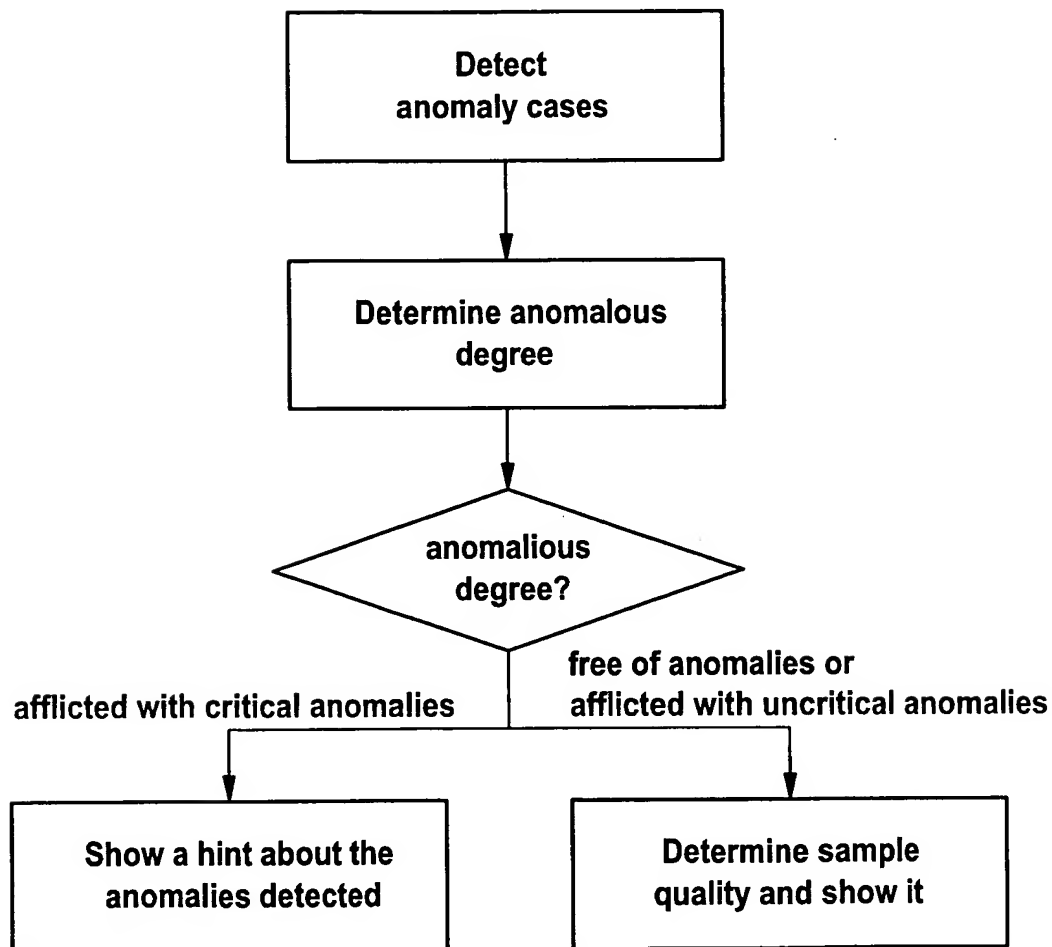 Detect
anomaly cases
Determine anomalous
degree
anomalious
degree?
afflicted with critical anomalies
free of anomalies or
afflicted with uncritical anomalies
Show a hint about the
anomalies detected
Determine sample
quality and show it